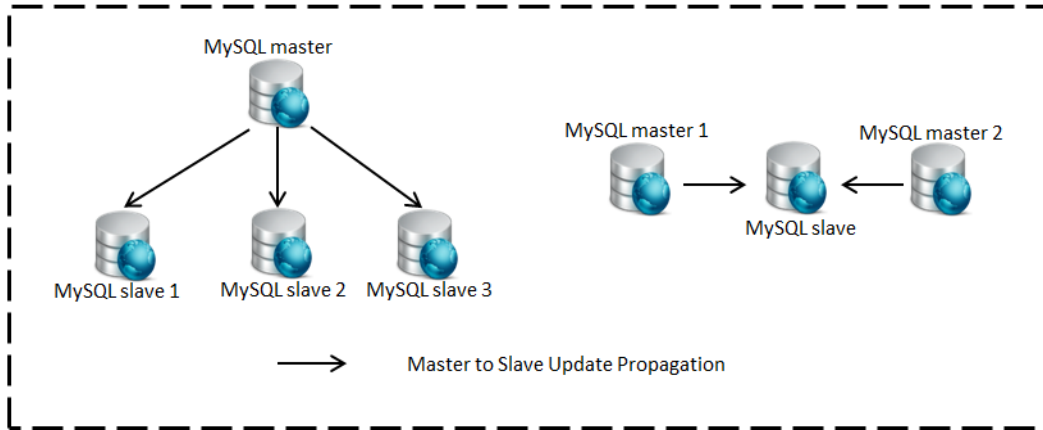 MySQL master
MySQL slave 1
MySQL slave 2
MySQL slave 3
MySQL master 1
MySQL master 2
MySQL slave
Master to Slave Update Propagation